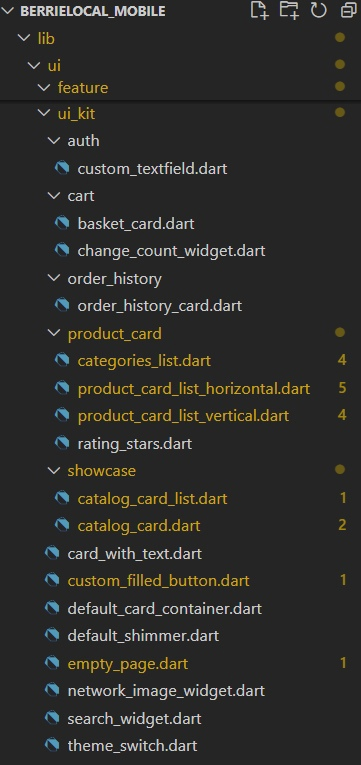 BERRIELOCAL_MOBILE
lib
ui
feature
ui_kit
auth
custom_textfield.dart
cart
basket_card.dart
change_count_widget.dart
order_history
order_history_card.dart
product_card
categories_list.dart 4
product_card_list_horizontal.dart 5
product_card_list_vertical.dart 4
rating_stars.dart
showcase
catalog_card_list.dart 1
catalog_card.dart 2
card_with_text.dart
custom_filled_button.dart 1
default_card_container.dart
default_shimmer.dart
empty_page.dart 1
network_image_widget.dart
search_widget.dart
theme_switch.dart